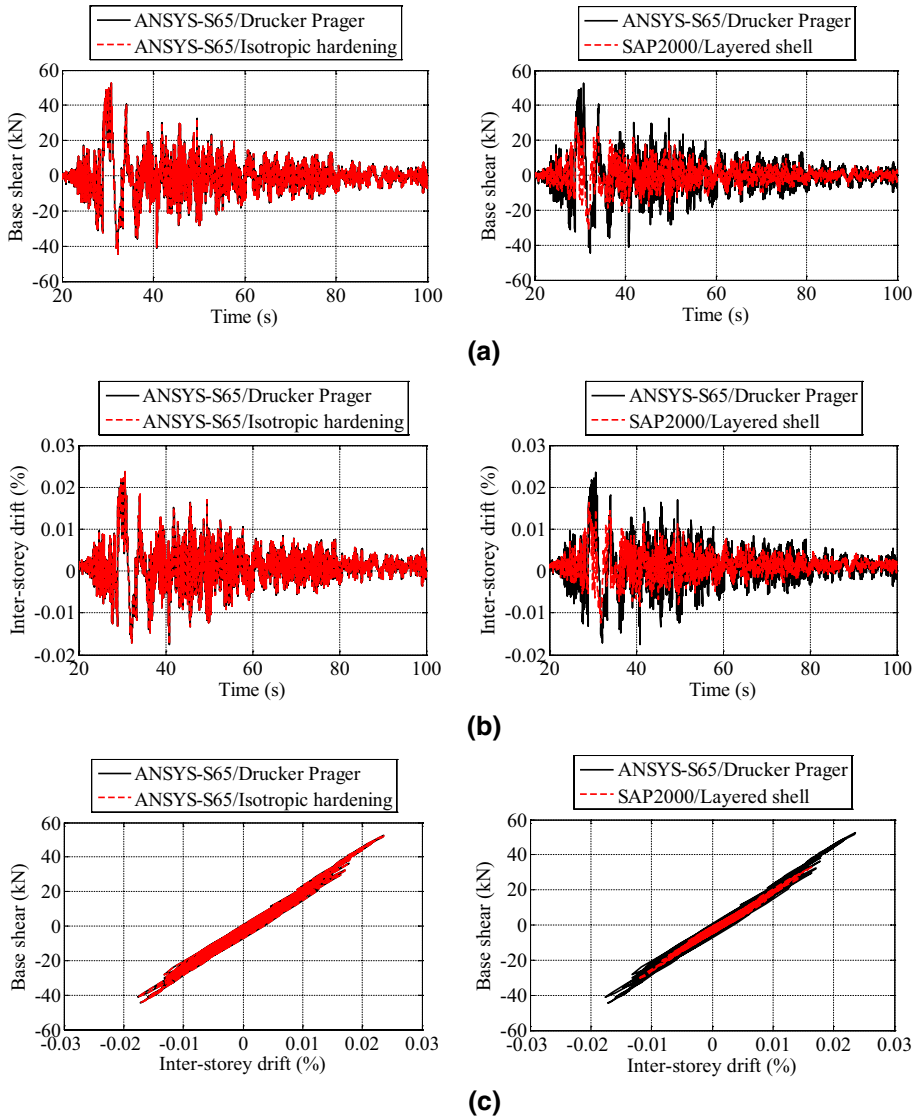 ANSYS-S65/Drucker Prager
ANSYS-S65/Isotropic hardening
60
40
20
0
-20
-40
-60
Base shear (kN)
20 40 60 80 100
Time (s)
ANSYS-S65/Drucker Prager
SAP2000/Layered shell
60
40
20
0
-20
-40
-60
Base shear (kN)
20 40 60 80 100
Time (s)
(a)
ANSYS-S65/Drucker Prager
ANSYS-S65/Isotropic hardening
0.03
0.02
0.01
0
-0.01
-0.02
Inter-storey drift (%)
20 40 60 80 100
Time (s)
ANSYS-S65/Drucker Prager
SAP2000/Layered shell
0.03
0.02
0.01
0
-0.01
-0.02
Inter-storey drift (%)
20 40 60 80 100
Time (s)
(b)
ANSYS-S65/Drucker Prager
ANSYS-S65/Isotropic hardening
60
40
20
0
-20
-40
-60
Base shear (kN)
-0.03 -0.02 -0.01 0 0.01 0.02 0.03
Inter-storey drift (%)
ANSYS-S65/Drucker Prager
SAP2000/Layered shell
60
40
20
0
-20
-40
-60
Base shear (kN)
-0.03 -0.02 -0.01 0 0.01 0.02 0.03
Inter-storey drift (%)
(c)